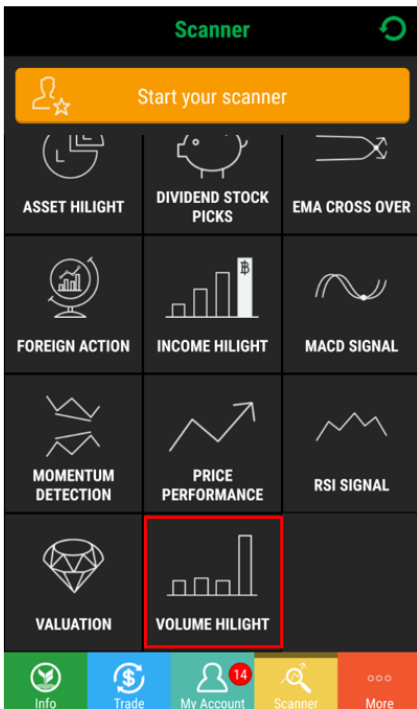 Scanner
Start your scanner
L
ASSET HILIGHT
DIVIDEND STOCK
PICKS
EMA CROSS OVER
FOREIGN ACTION
฿
INCOME HILIGHT
MACD SIGNAL
MOMENTUM
DETECTION
PRICE
PERFORMANCE
RSI SIGNAL
VALUATION
VOLUME HILIGHT
$
14
Info
Trade
My Account
Scanner
More